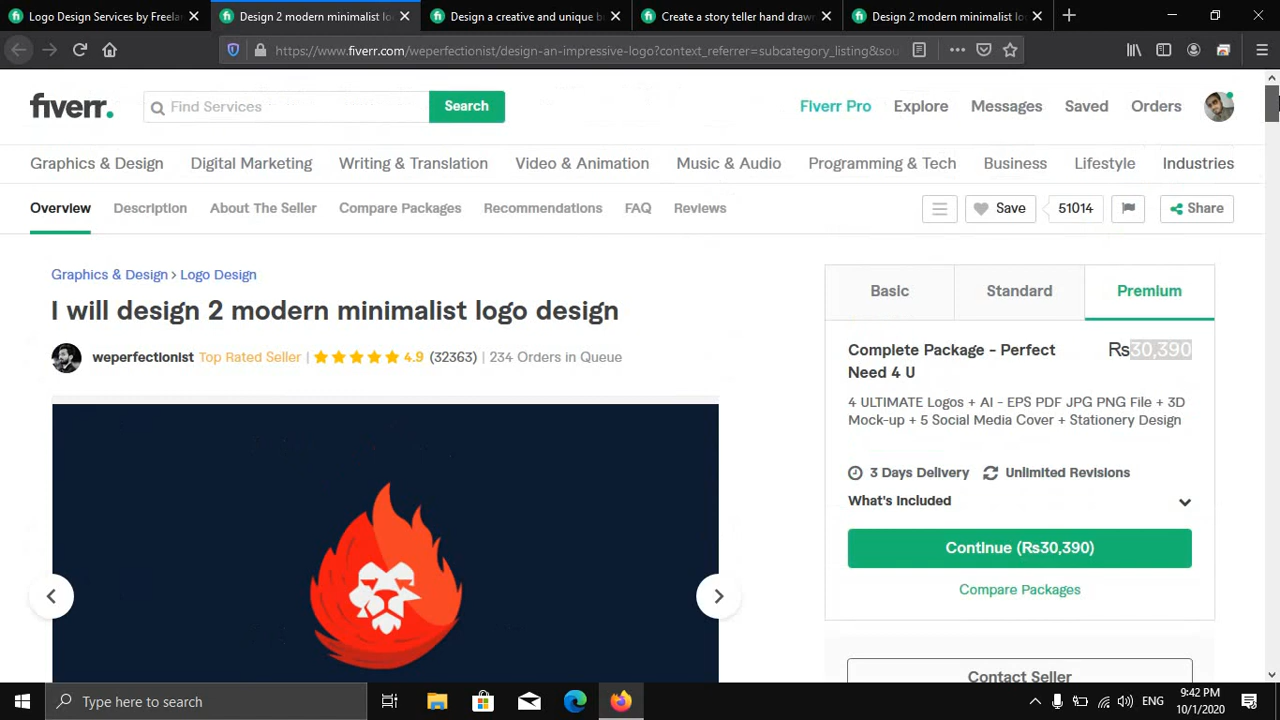 Logo Design Services by Freelan
Design 2 modern minimalist lo
Design a creative and unique b
Create a story teller hand drawn
Design 2 modern minimalist lo
https://www.fiverr.com/weperfectionist/design-an-impressive-logo?context_referrer=subcategory_listing&sou
fiverr.
Find Services
Search
Fiverr Pro
Explore
Messages
Saved
Orders
Graphics & Design
Digital Marketing
Writing & Translation
Video & Animation
Music & Audio
Programming & Tech
Business
Lifestyle
Industries
Overview
Description
About The Seller
Compare Packages
Recommendations
FAQ
Reviews
Save
51014
Share
Graphics & Design › Logo Design
I will design 2 modern minimalist logo design
weperfectionist Top Rated Seller | 4.9 (32363) | 234 Orders in Queue
Basic
Standard
Premium
Complete Package - Perfect
Need 4 U
Rs30,390
4 ULTIMATE Logos + AI - EPS PDF JPG PNG File + 3D
Mock-up + 5 Social Media Cover + Stationery Design
3 Days Delivery
Unlimited Revisions
What's Included
Continue (Rs30,390)
Compare Packages
Contact Seller
Type here to search
ENG
9:42 PM
10/1/2020